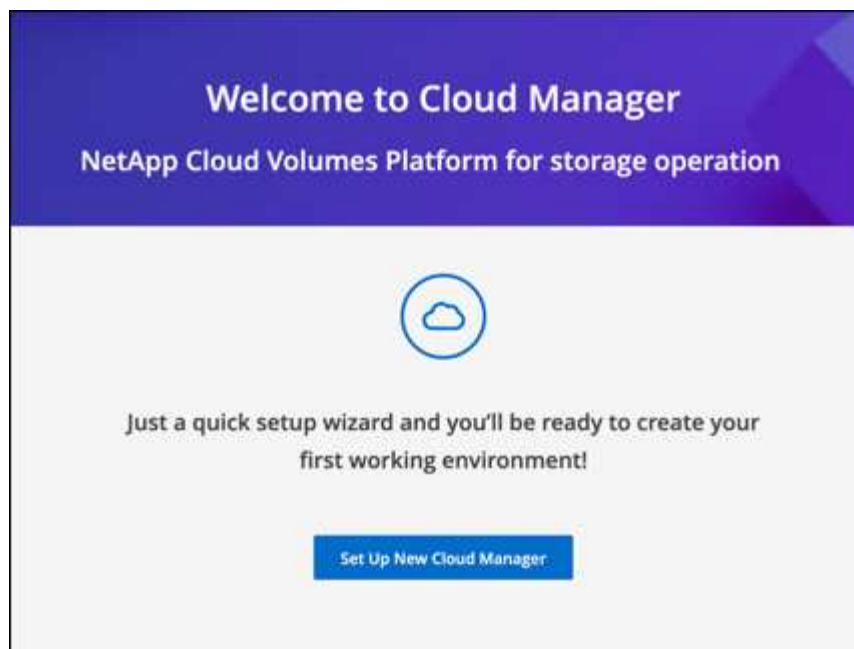 Welcome to Cloud Manager
NetApp Cloud Volumes Platform for storage operation
Just a quick setup wizard and you'll be ready to create your
first working environment!
Set Up New Cloud Manager